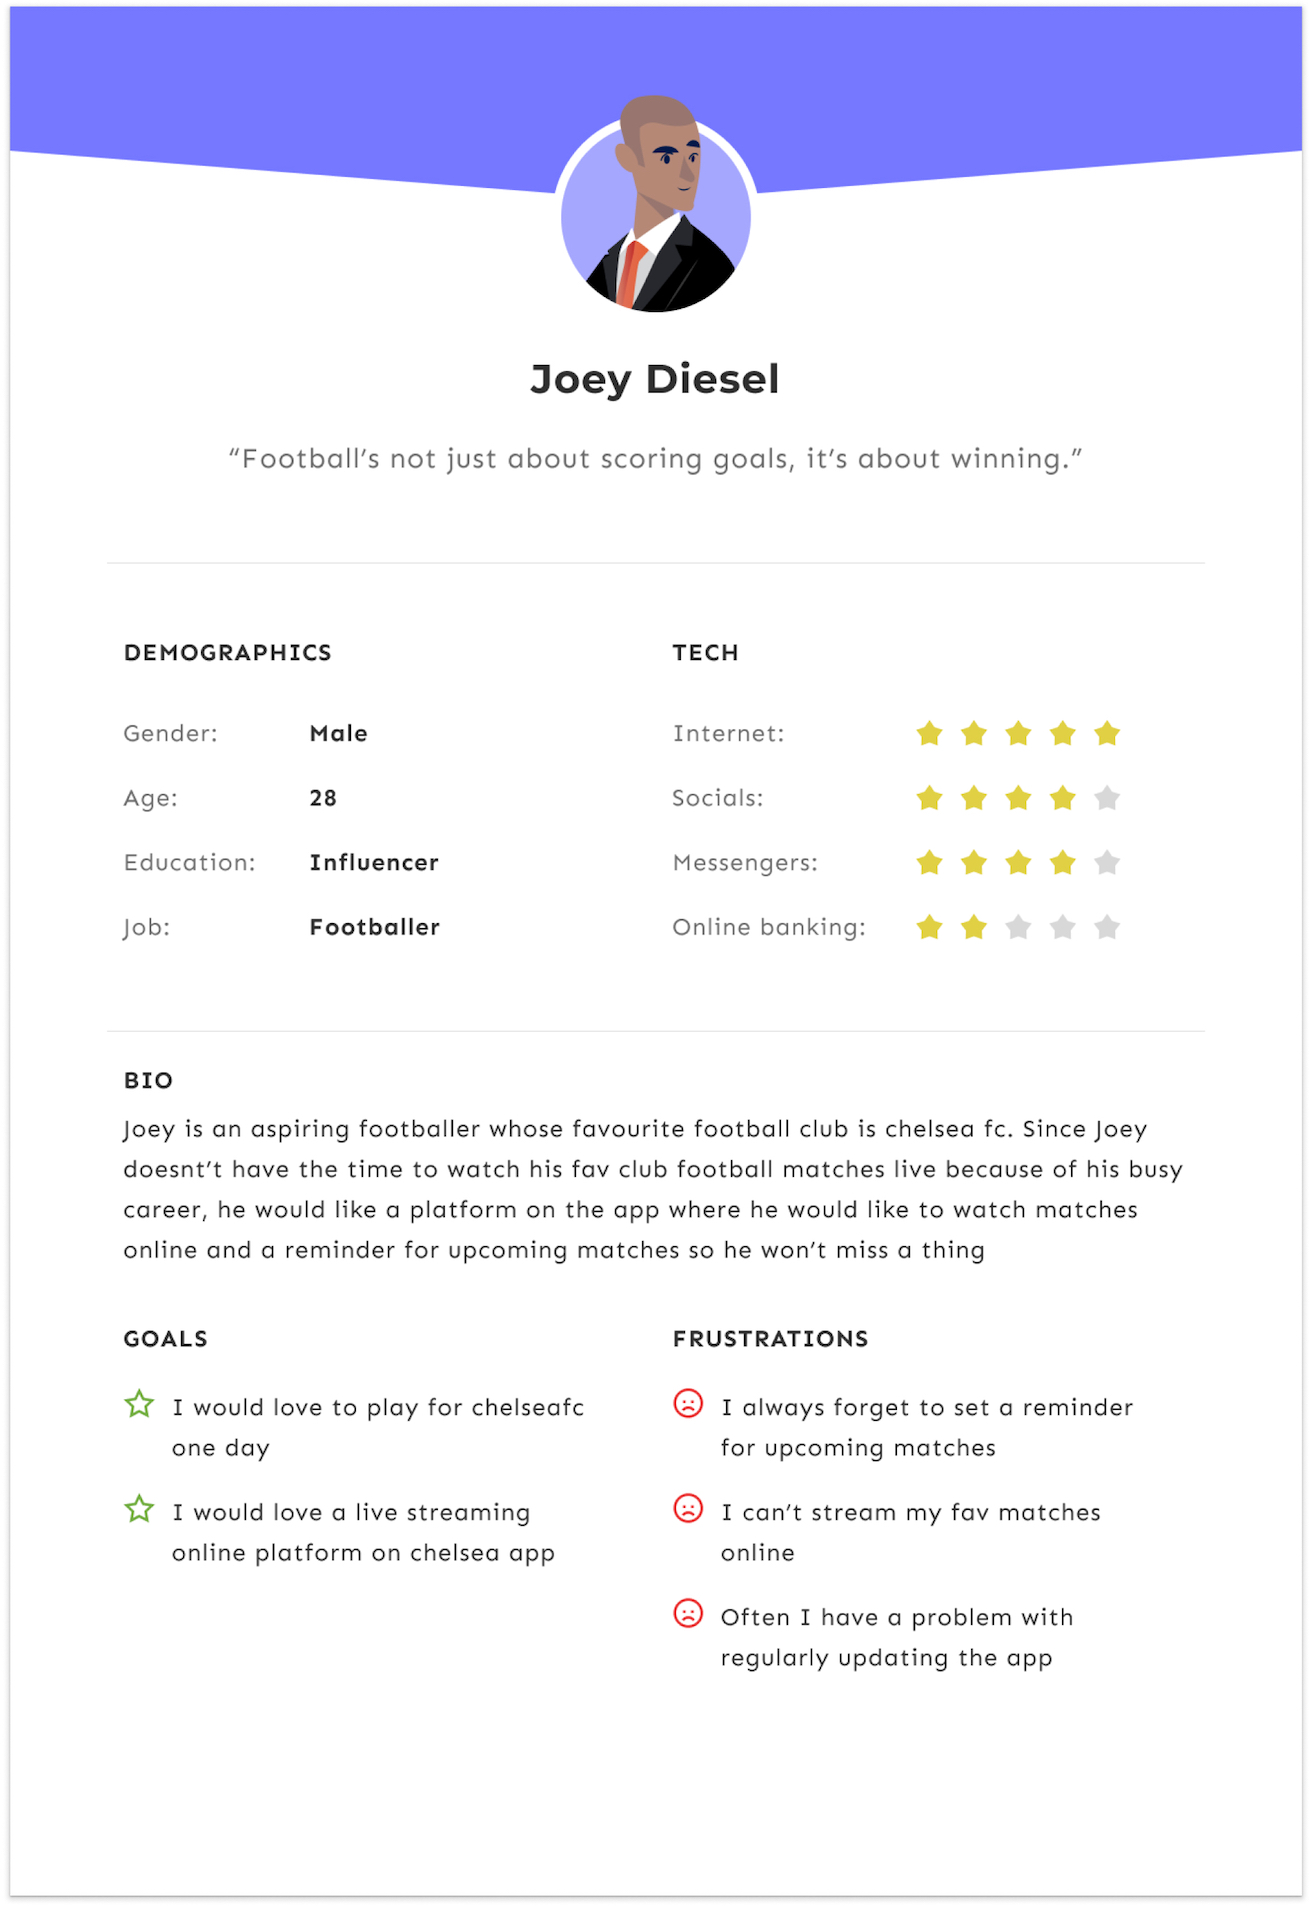 Joey Diesel
“Football’s not just about scoring goals, it’s about winning.”
DEMOGRAPHICS
Gender: Male
Age: 28
Education: Influencer
Job: Footballer
TECH
Internet:
Socials:
Messengers:
Online banking:
BIO
Joey is an aspiring footballer whose favourite football club is chelsea fc. Since Joey
doesnt’t have the time to watch his fav club football matches live because of his busy
career, he would like a platform on the app where he would like to watch matches
online and a reminder for upcoming matches so he won’t miss a thing
GOALS
I would love to play for chelseafc
one day
I would love a live streaming
online platform on chelsea app
FRUSTRATIONS
I always forget to set a reminder
for upcoming matches
I can’t stream my fav matches
online
Often I have a problem with
regularly updating the app